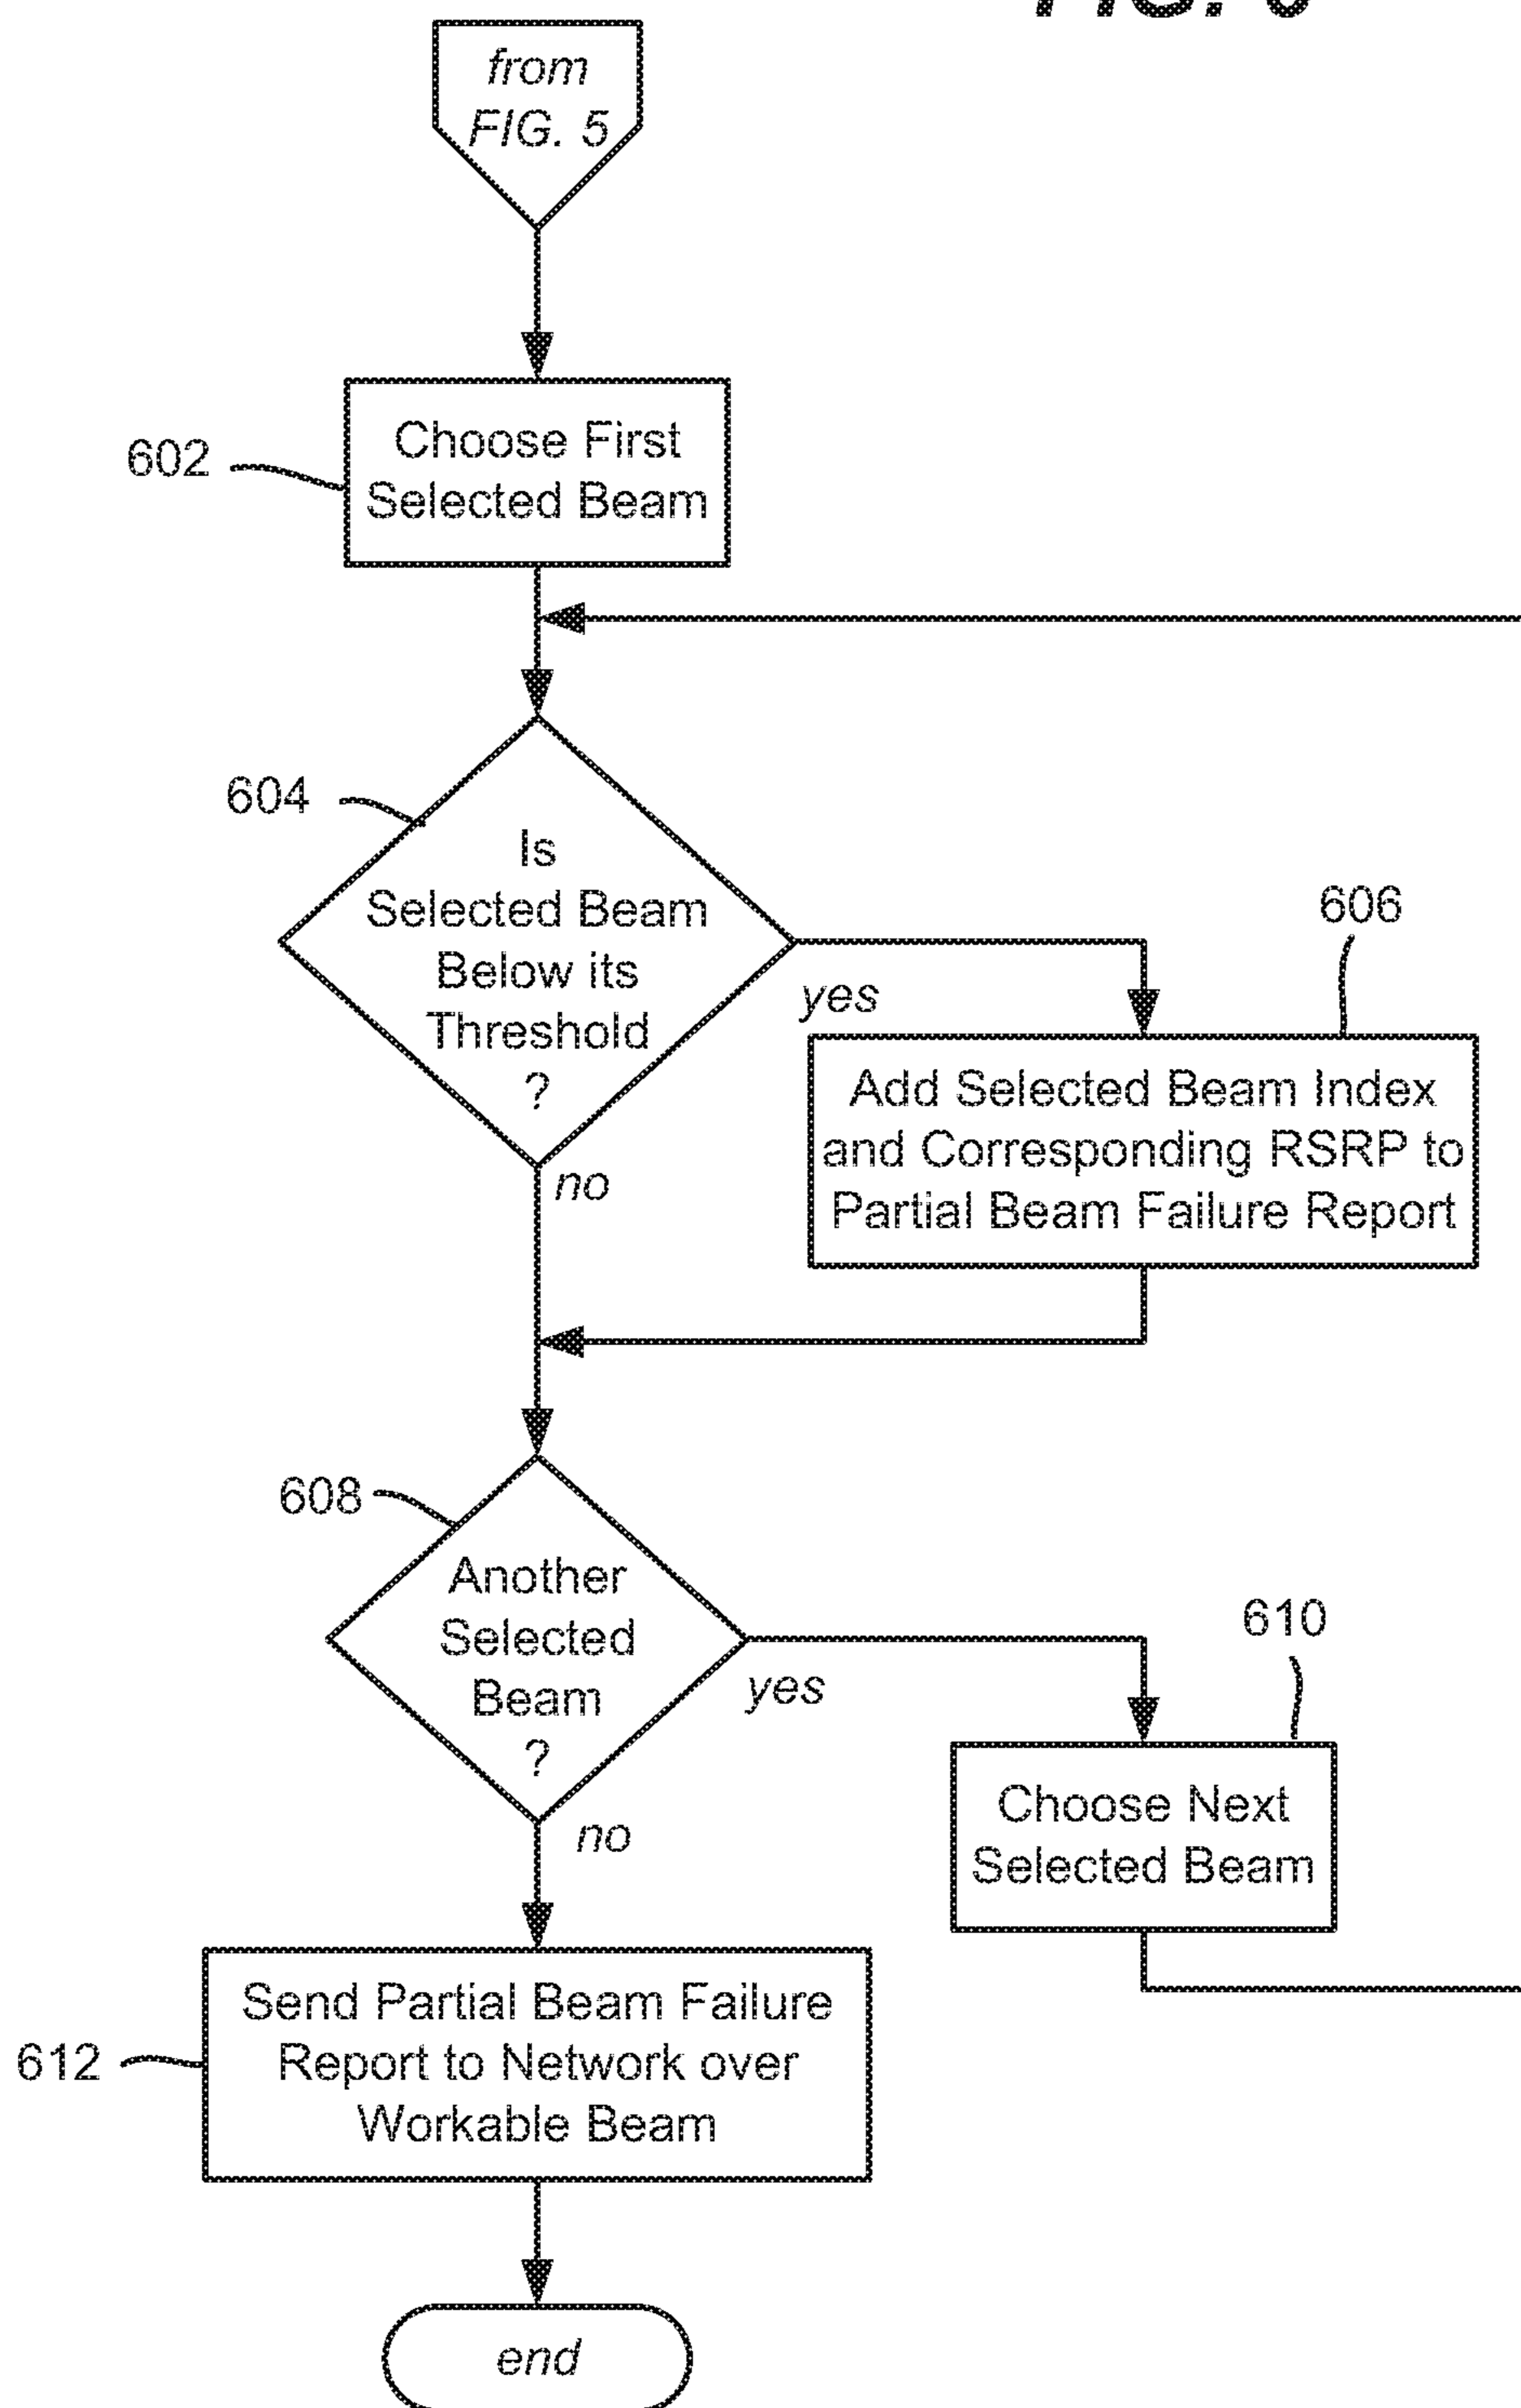 from
FIG. 5
602
Choose First
Selected Beam
604
Is
Selected Beam
Below its
Threshold
?
yes
606
Add Selected Beam Index
and Corresponding RSRP to
Partial Beam Failure Report
no
608
Another
Selected
Beam
?
yes
610
Choose Next
Selected Beam
no
612
Send Partial Beam Failure
Report to Network over
Workable Beam
end